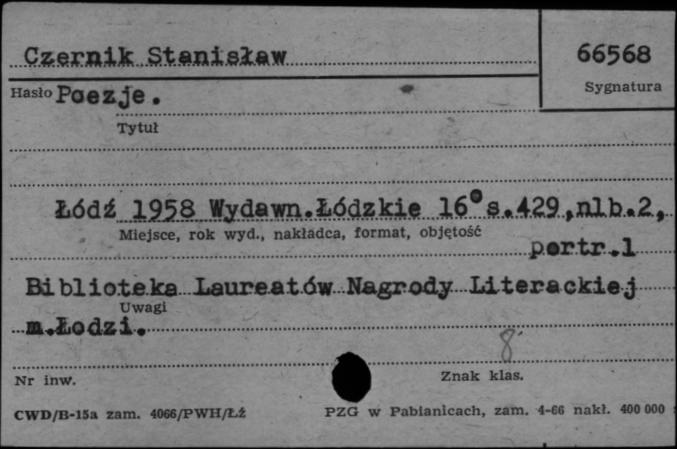 Czernik Stanisław
66568
Sygnatura
Hasło Poezje.
Tytuł
Łódź 1958 Wydawn.Łódzkie 16° s.429,nlb.2,
Miejsce, rok wyd., nakładca, format, objętość
portr.1
Biblioteka Laureatów Nagrody Literackiej
Uwagi
m.Łodzi.
8
Nr inw.
Znak klas.
CWD/B-15a zam. 4066/PWH/Łż
PZG w Pabianicach, zam. 4-66 nakł. 400 000